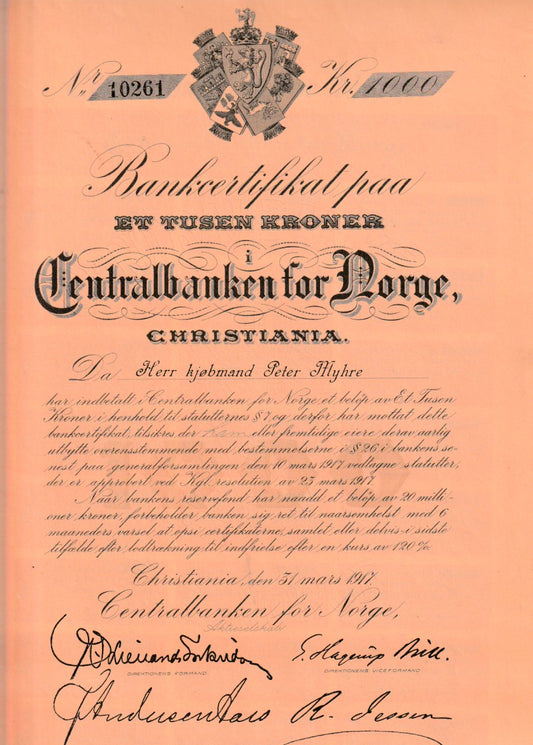 Nr. 10261 Kr. 1000
Bankcertifikat paa
ET TUSEN KRONER
i
Centralbanken for Norge,
CHRISTIANIA.
Da Herr kjøbmand Peter Myhre
har indbetalt i Centralbanken for Norge et beløp av Et Tusen
Kroner i henhold til statutternes § 7 og derfor har mottat dette
bankcertifikat, tilsikres der ham eller fremtidige eiere derav aarlig
utbytte overensstemmende med bestemmelserne i § 26 i bankens se-
nest paa generalforsamlingen den 10 mars 1917 vedtagne statutter,
der er approbert ved Kgl. resolution av 23 mars 1917.
Naar bankens reservefond har naadd et beløp av 20 milli-
oner kroner, forbeholder banken sig ret til naarsomhelst med 6
maaneders varsel at opsi certifikaterne, samlet eller delvis i sidste
tilfælde efter lodtrækning til indfrielse efter en kurs av 120 %.
Christiania, den 31 mars 1917.
Centralbanken for Norge,
Aktieselskab
DIREKTIONENS FORMAND. DIREKTIONENS VICEFORMAND.
R. Jessen